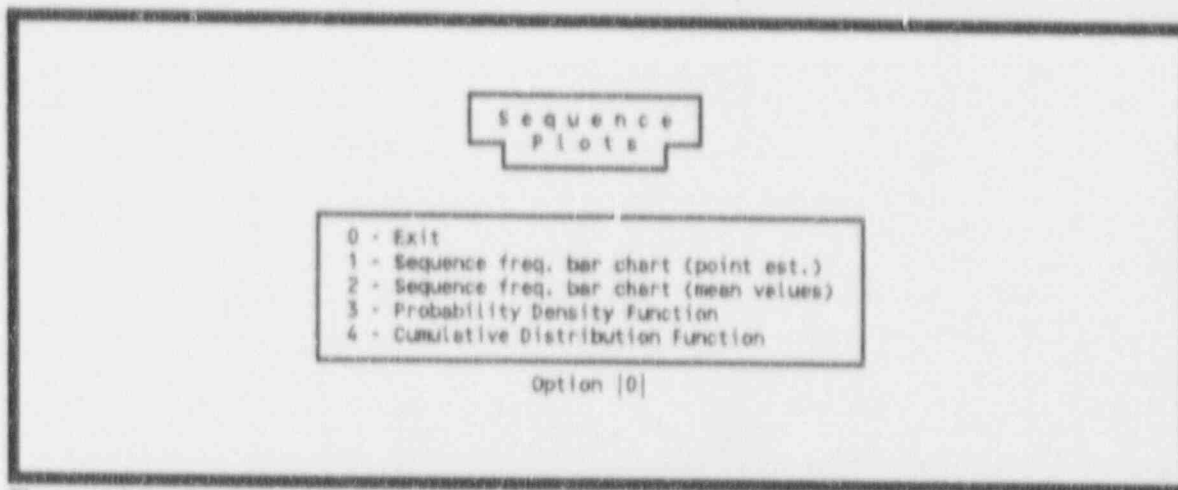 Sequence
Plots
0 - Exit
1 - Sequence freq. bar chart (point est.)
2 - Sequence freq. bar chart (mean values)
3 - Probability Density Function
4 - Cumulative Distribution Function
Option |0|